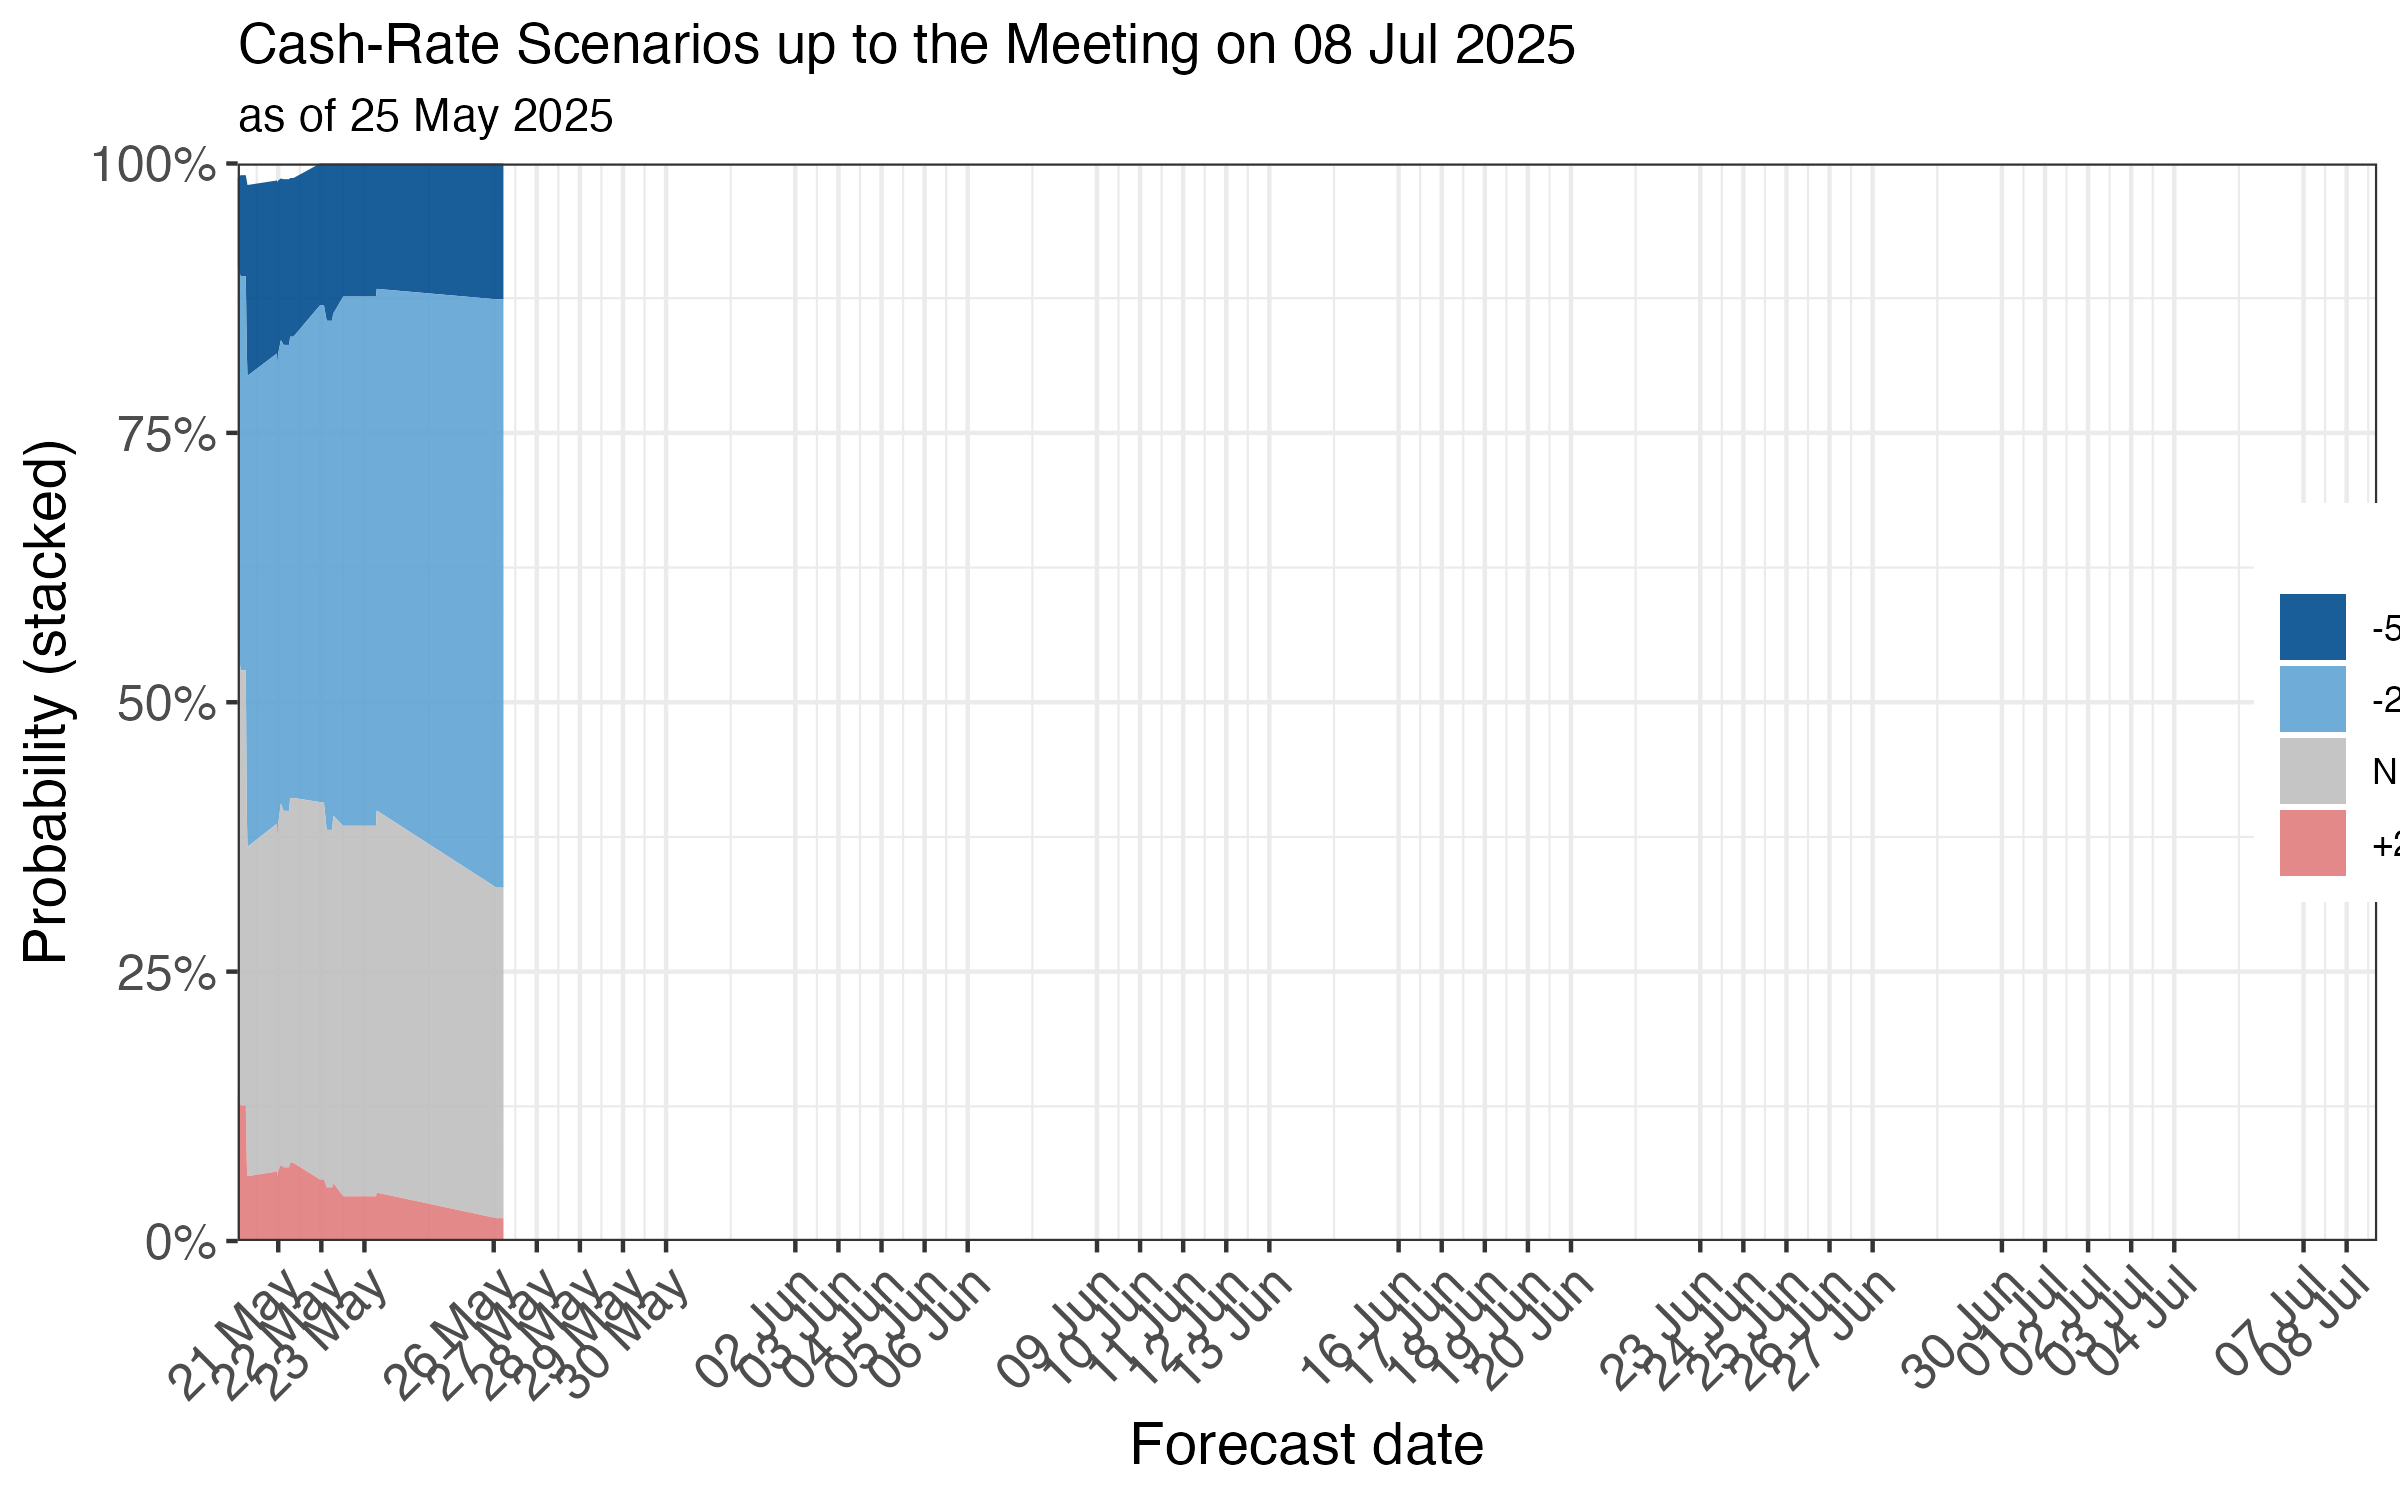 Cash-Rate Scenarios up to the Meeting on 08 Jul 2025
as of 25 May 2025
Probability (stacked)
100%
75%
50%
25%
0%
-5
-2
N
+2
21 May
22 May
23 May
26 May
27 May
28 May
29 May
30 May
02 Jun
03 Jun
04 Jun
05 Jun
06 Jun
09 Jun
10 Jun
11 Jun
12 Jun
13 Jun
16 Jun
17 Jun
18 Jun
19 Jun
20 Jun
23 Jun
24 Jun
25 Jun
26 Jun
27 Jun
30 Jun
01 Jul
02 Jul
03 Jul
04 Jul
07 Jul
08 Jul
Forecast date